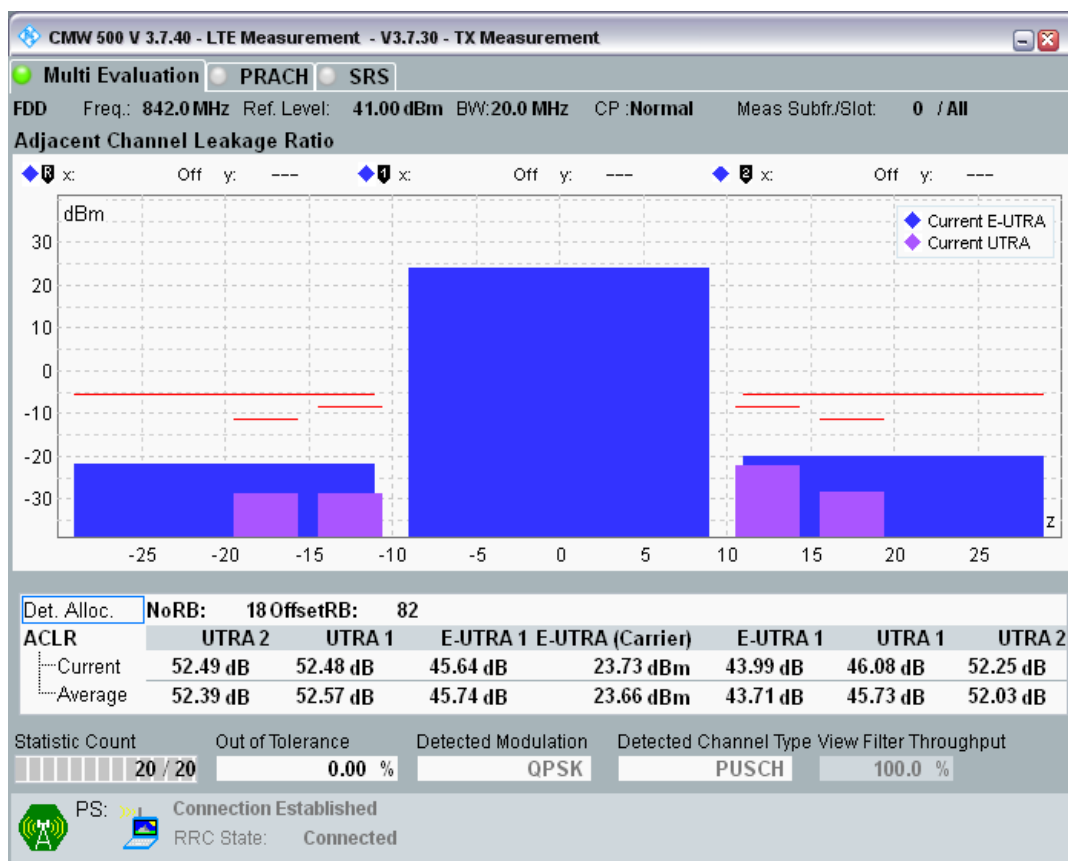 CMW 500 V 3.7.40 - LTE Measurement - V3.7.30 - TX Measurement
Multi Evaluation PRACH SRS
FDD Freq.: 842.0 MHz Ref. Level: 41.00 dBm BW:20.0 MHz CP :Normal Meas Subfr./Slot: 0 / All
Adjacent Channel Leakage Ratio
R x: Off y: --- 1 x: Off y: --- 2 x: Off y: ---
dBm
Current E-UTRA
Current UTRA
30
20
10
0
-10
-20
-30
z
-25 -20 -15 -10 -5 0 5 10 15 20 25
Det. Alloc. NoRB: 18 OffsetRB: 82
ACLR UTRA 2 UTRA 1 E-UTRA 1 E-UTRA (Carrier) E-UTRA 1 UTRA 1 UTRA 2
Current 52.49 dB 52.48 dB 45.64 dB 23.73 dBm 43.99 dB 46.08 dB 52.25 dB
Average 52.39 dB 52.57 dB 45.74 dB 23.66 dBm 43.71 dB 45.73 dB 52.03 dB
Statistic Count Out of Tolerance Detected Modulation Detected Channel Type View Filter Throughput
20 / 20 0.00 % QPSK PUSCH 100.0 %
PS: Connection Established
RRC State: Connected